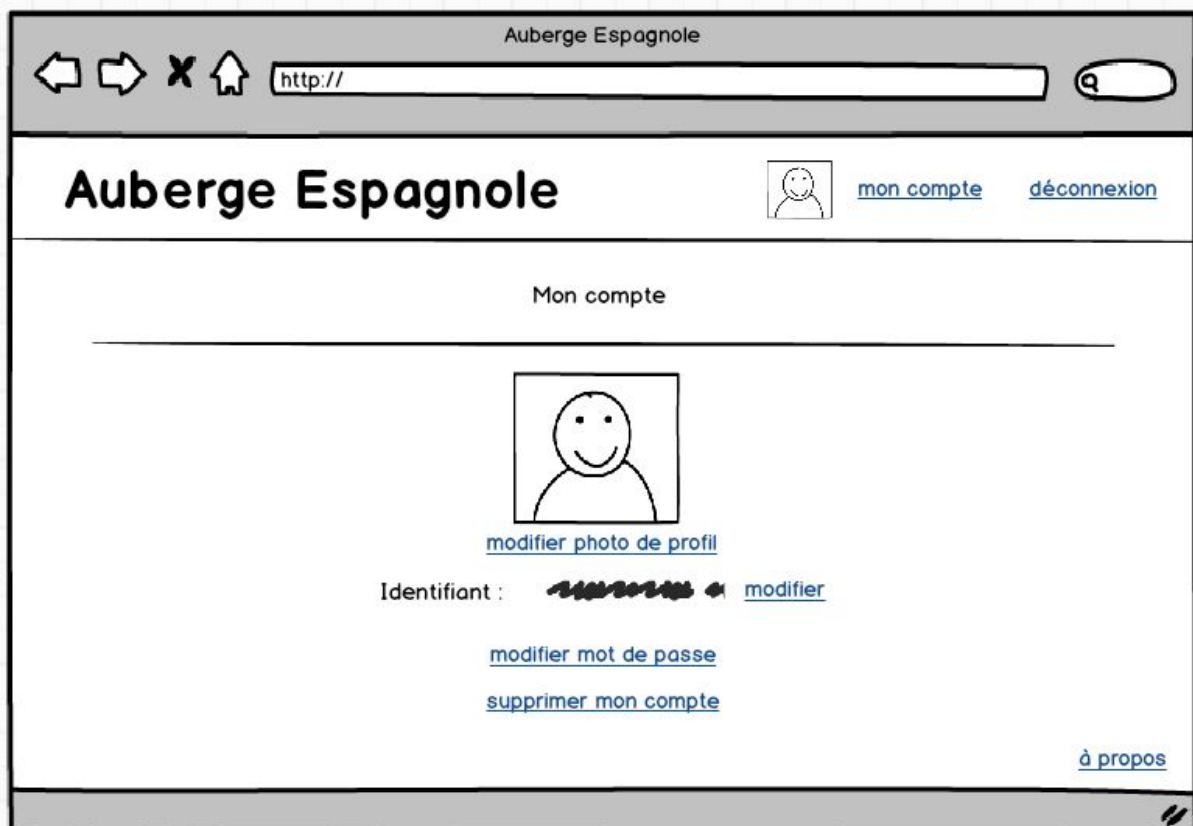 Auberge Espagnole
http://
Auberge Espagnole
mon compte
déconnexion
Mon compte
modifier photo de profil
Identifiant :
modifier
modifier mot de passe
supprimer mon compte
à propos